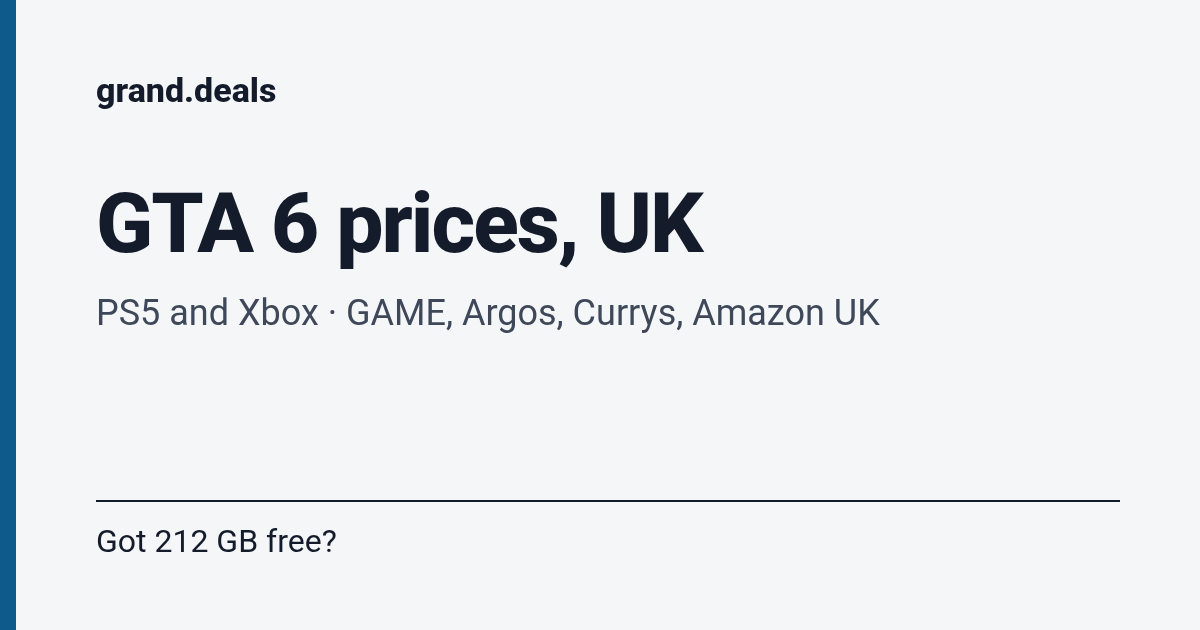 grand.deals
GTA 6 prices, UK
PS5 and Xbox · GAME, Argos, Currys, Amazon UK
Got 212 GB free?